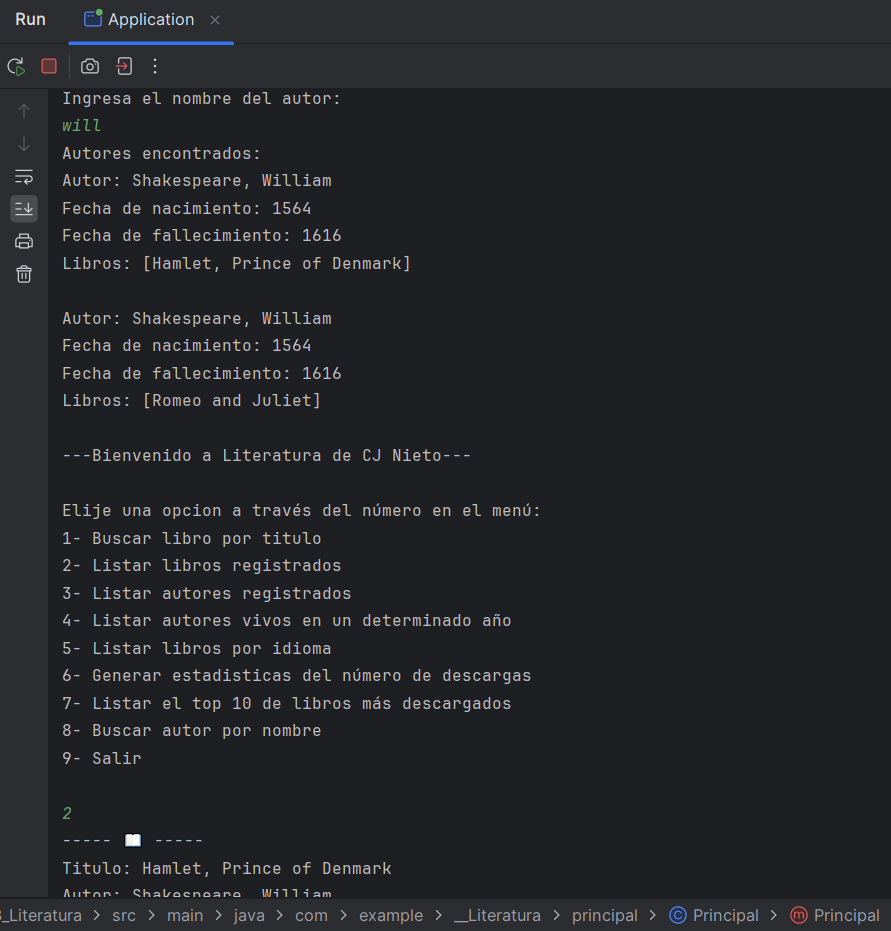 Run Application
Ingresa el nombre del autor:
will
Autores encontrados:
Autor: Shakespeare, William
Fecha de nacimiento: 1564
Fecha de fallecimiento: 1616
Libros: [Hamlet, Prince of Denmark]
Autor: Shakespeare, William
Fecha de nacimiento: 1564
Fecha de fallecimiento: 1616
Libros: [Romeo and Juliet]
---Bienvenido a Literatura de CJ Nieto---
Elije una opcion a través del número en el menú:
1- Buscar libro por titulo
2- Listar libros registrados
3- Listar autores registrados
4- Listar autores vivos en un determinado año
5- Listar libros por idioma
6- Generar estadisticas del número de descargas
7- Listar el top 10 de libros más descargados
8- Buscar autor por nombre
9- Salir
2
----- 📖 -----
Titulo: Hamlet, Prince of Denmark
Autor: Shakespeare, William
_Literatura > src > main > java > com > example > __Literatura > principal > Principal > Principal